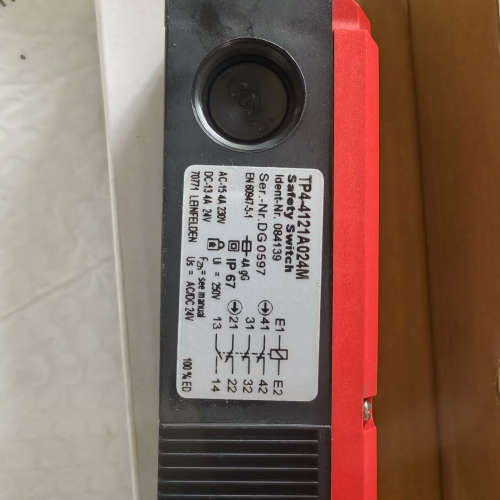 TP4-4121A024M
Safety Switch
Ident-Nr. 084139
Ser.-Nr.DG0597
EN 60947-5-1
AC-15 4A 230V
DC-13 4A 24V
70771 LEINFELDEN
4A gG
IP 67
Ui = 250V
Fzh = see manual
Us = AC/DC 24V
E1 E2
41 42
31 32
21 22
13 14
100 % ED